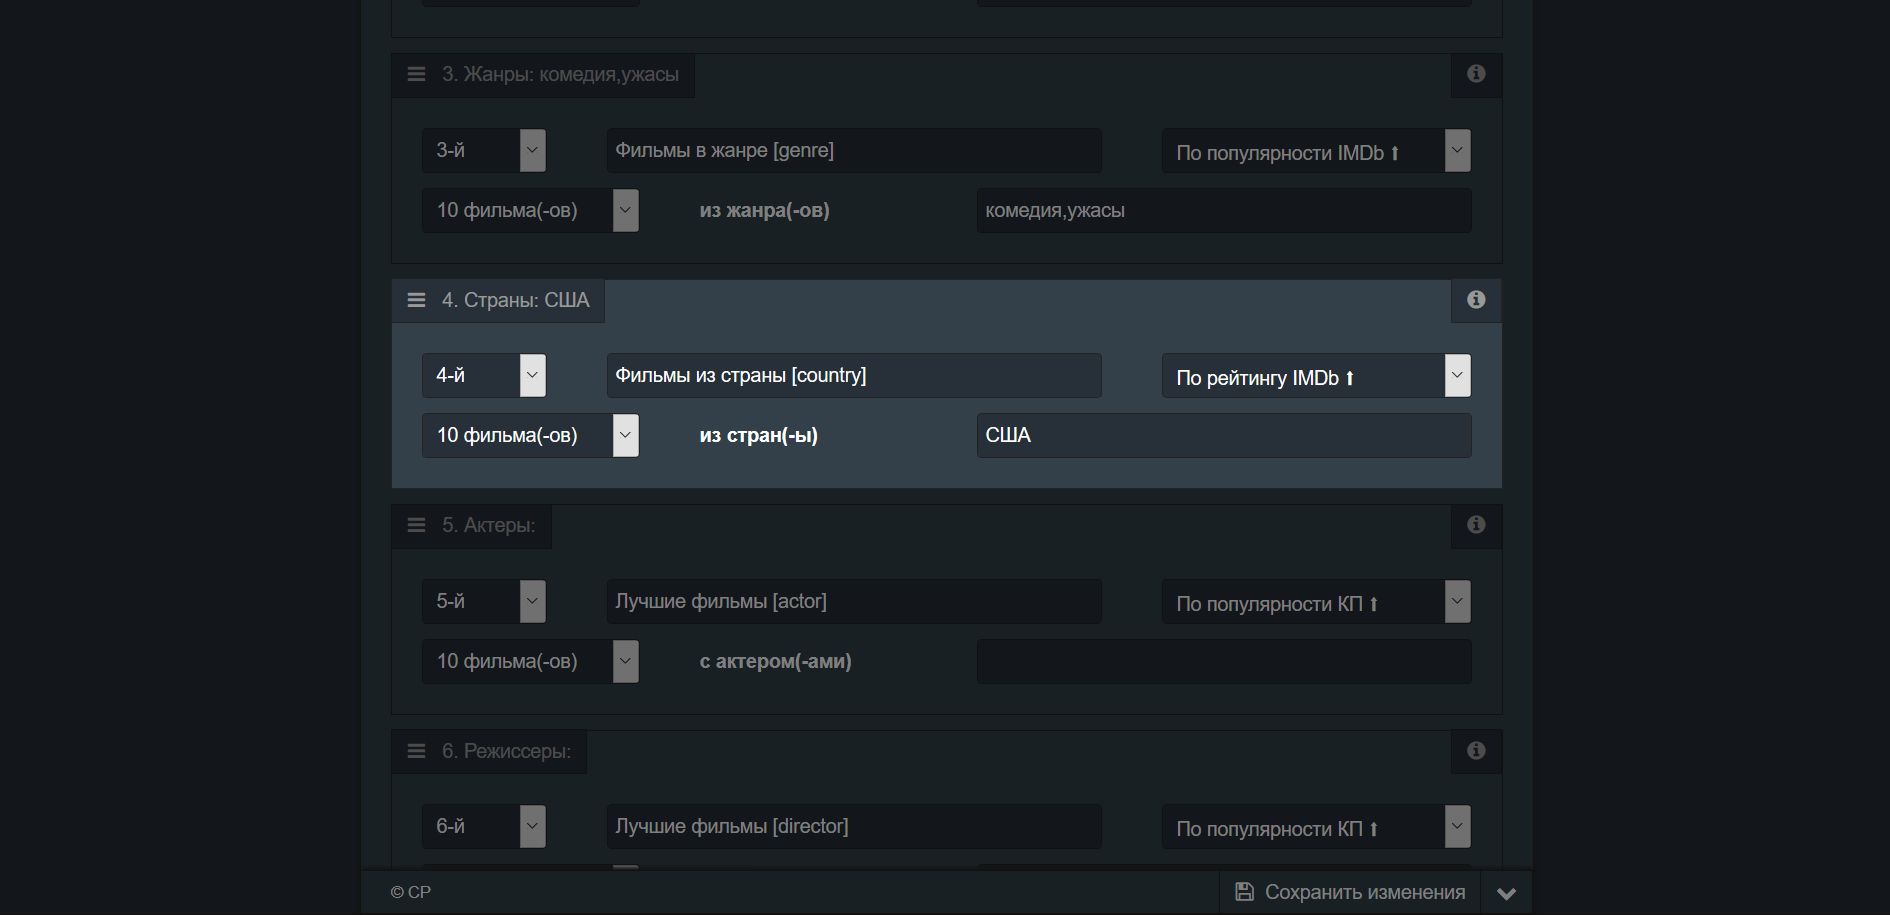 3. Жанры: комедия,ужасы
3-й
Фильмы в жанре [genre]
По популярности IMDb ⬆
10 фильма(-ов)
из жанра(-ов)
комедия,ужасы
4. Страны: США
4-й
Фильмы из страны [country]
По рейтингу IMDb ⬆
10 фильма(-ов)
из стран(-ы)
США
5. Актеры:
5-й
Лучшие фильмы [actor]
По популярности КП ⬆
10 фильма(-ов)
с актером(-ами)
6. Режиссеры:
6-й
Лучшие фильмы [director]
По популярности КП ⬆
© CP
Сохранить изменения